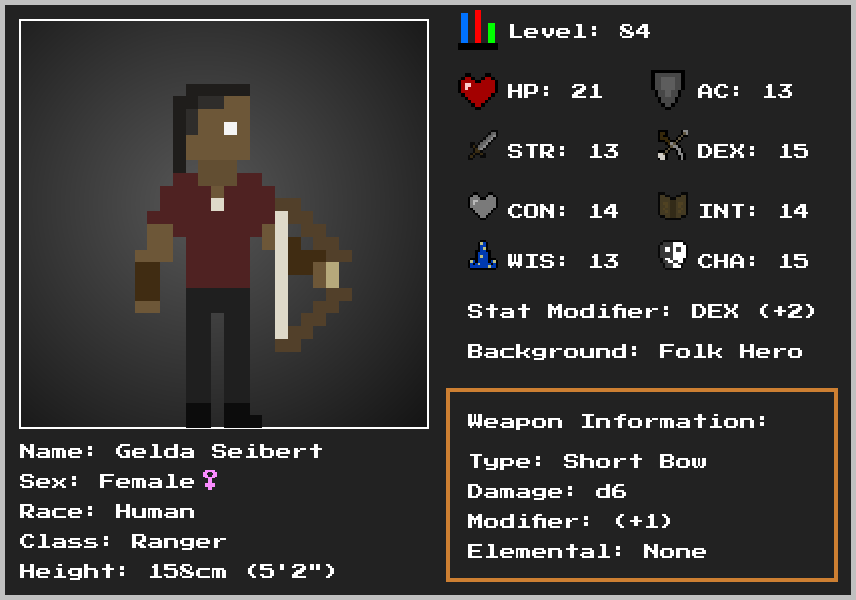 Level: 84
HP: 21 AC: 13
STR: 13 DEX: 15
CON: 14 INT: 14
WIS: 13 CHA: 15
Stat Modifier: DEX (+2)
Background: Folk Hero
Weapon Information:
Type: Short Bow
Damage: d6
Modifier: (+1)
Elemental: None
Name: Gelda Seibert
Sex: Female♀
Race: Human
Class: Ranger
Height: 158cm (5'2")